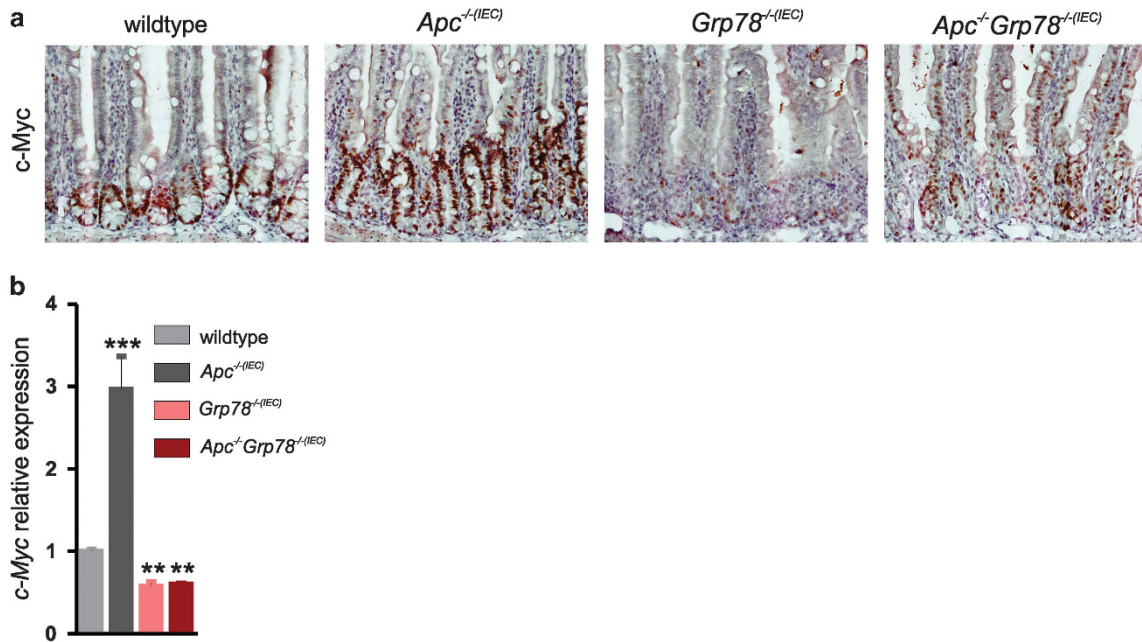 a
wildtype Apc-/-(IEC) Grp78-/-(IEC) Apc-/-Grp78-/-(IEC)
c-Myc
b
c-Myc relative expression
4
3
2
1
0
***
** **
wildtype
Apc-/-(IEC)
Grp78-/-(IEC)
Apc-/-Grp78-/-(IEC)